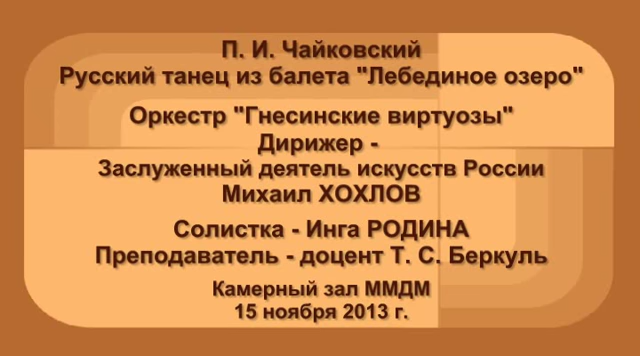 П. И. Чайковский
Русский танец из балета "Лебединое озеро"
Оркестр "Гнесинские виртуозы"
Дирижер -
Заслуженный деятель искусств России
Михаил ХОХЛОВ
Солистка - Инга РОДИНА
Преподаватель - доцент Т. С. Беркуль
Камерный зал ММДМ
15 ноября 2013 г.